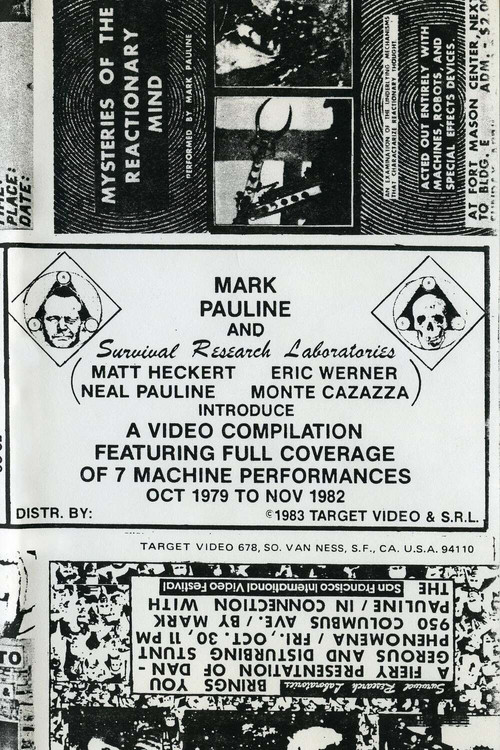 MYSTERIES OF THE
REACTIONARY
MIND
PERFORMED BY MARK PAULINE
AN EXAMINATION OF THE UNDERLYING MECHANISMS
THAT CHARACTERIZE REACTIONARY THOUGHT
ACTED OUT ENTIRELY WITH
MACHINES, ROBOTS, AND
SPECIAL EFFECTS DEVICES.
AT FORT MASON CENTER, NEXT
TO BLDG. E ADM. - $2.00
PLACE:
DATE:
MARK
PAULINE
AND
Survival Research Laboratories
(MATT HECKERT ERIC WERNER
NEAL PAULINE MONTE CAZAZZA)
INTRODUCE
A VIDEO COMPILATION
FEATURING FULL COVERAGE
OF 7 MACHINE PERFORMANCES
OCT 1979 TO NOV 1982
DISTR. BY:
©1983 TARGET VIDEO & S.R.L.
TARGET VIDEO 678, SO. VAN NESS, S.F., CA. U.S.A. 94110
Survival Research Laboratories BRINGS YOU
A FIERY PRESENTATION OF DAN-
GEROUS AND DISTURBING STUNT
PHENOMENA / FRI., OCT. 30, 11 PM
950 COLUMBUS AVE. / BY MARK
PAULINE / IN CONNECTION WITH
THE San Francisco International Video Festival
TO